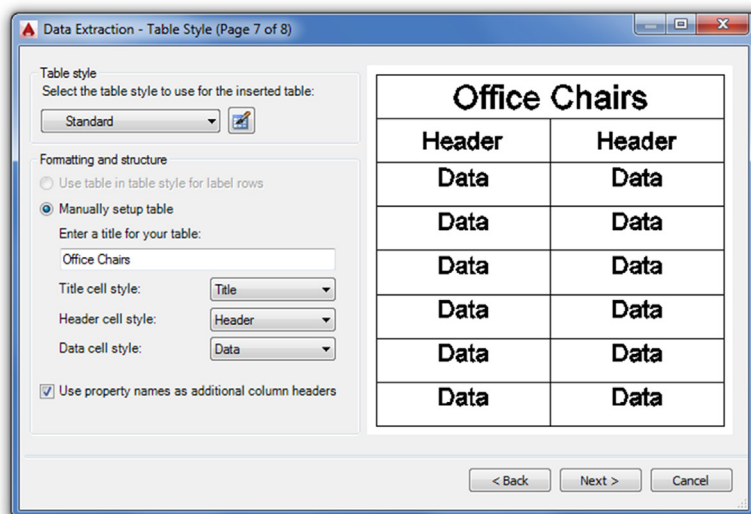 Data Extraction - Table Style (Page 7 of 8)
Table style
Select the table style to use for the inserted table:
Standard
Formatting and structure
Use table in table style for label rows
Manually setup table
Enter a title for your table:
Office Chairs
Title cell style: Title
Header cell style: Header
Data cell style: Data
Use property names as additional column headers
Office Chairs
Header Header
Data Data
Data Data
Data Data
Data Data
Data Data
Data Data
< Back Next > Cancel